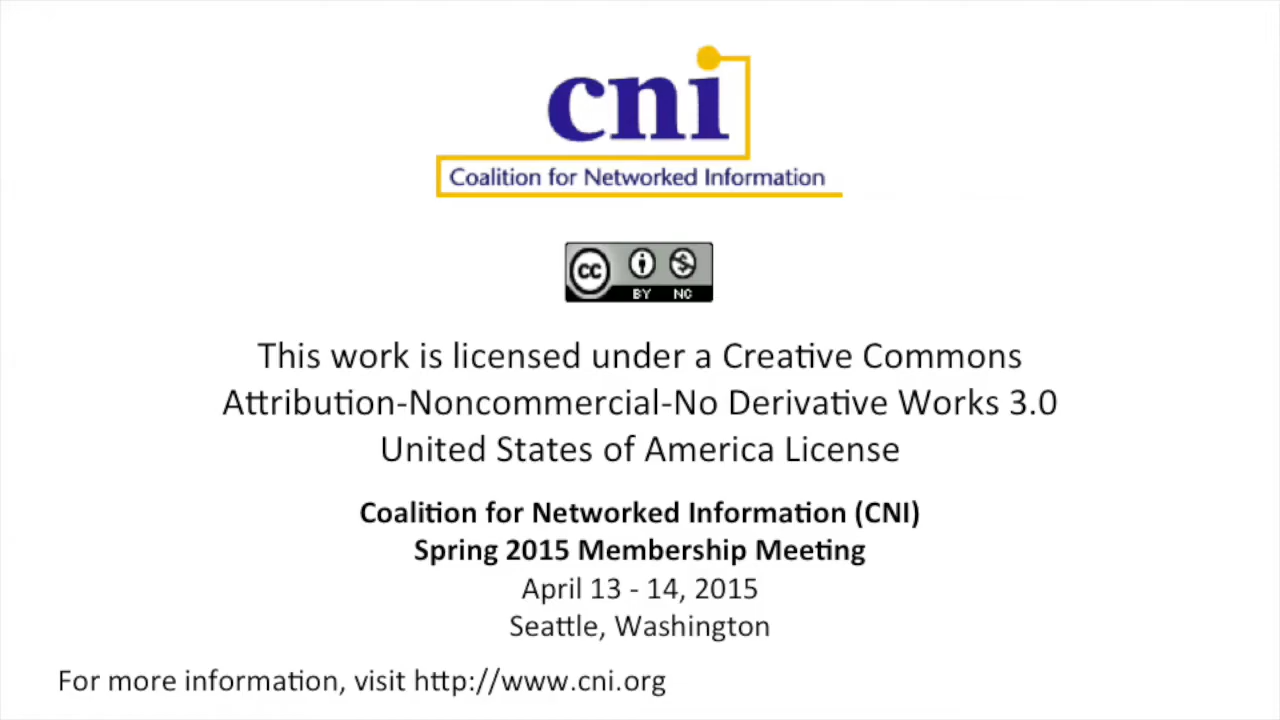 cni
Coalition for Networked Information
cc
BY NC
This work is licensed under a Creative Commons
Attribution-Noncommercial-No Derivative Works 3.0
United States of America License
Coalition for Networked Information (CNI)
Spring 2015 Membership Meeting
April 13 - 14, 2015
Seattle, Washington
For more information, visit http://www.cni.org